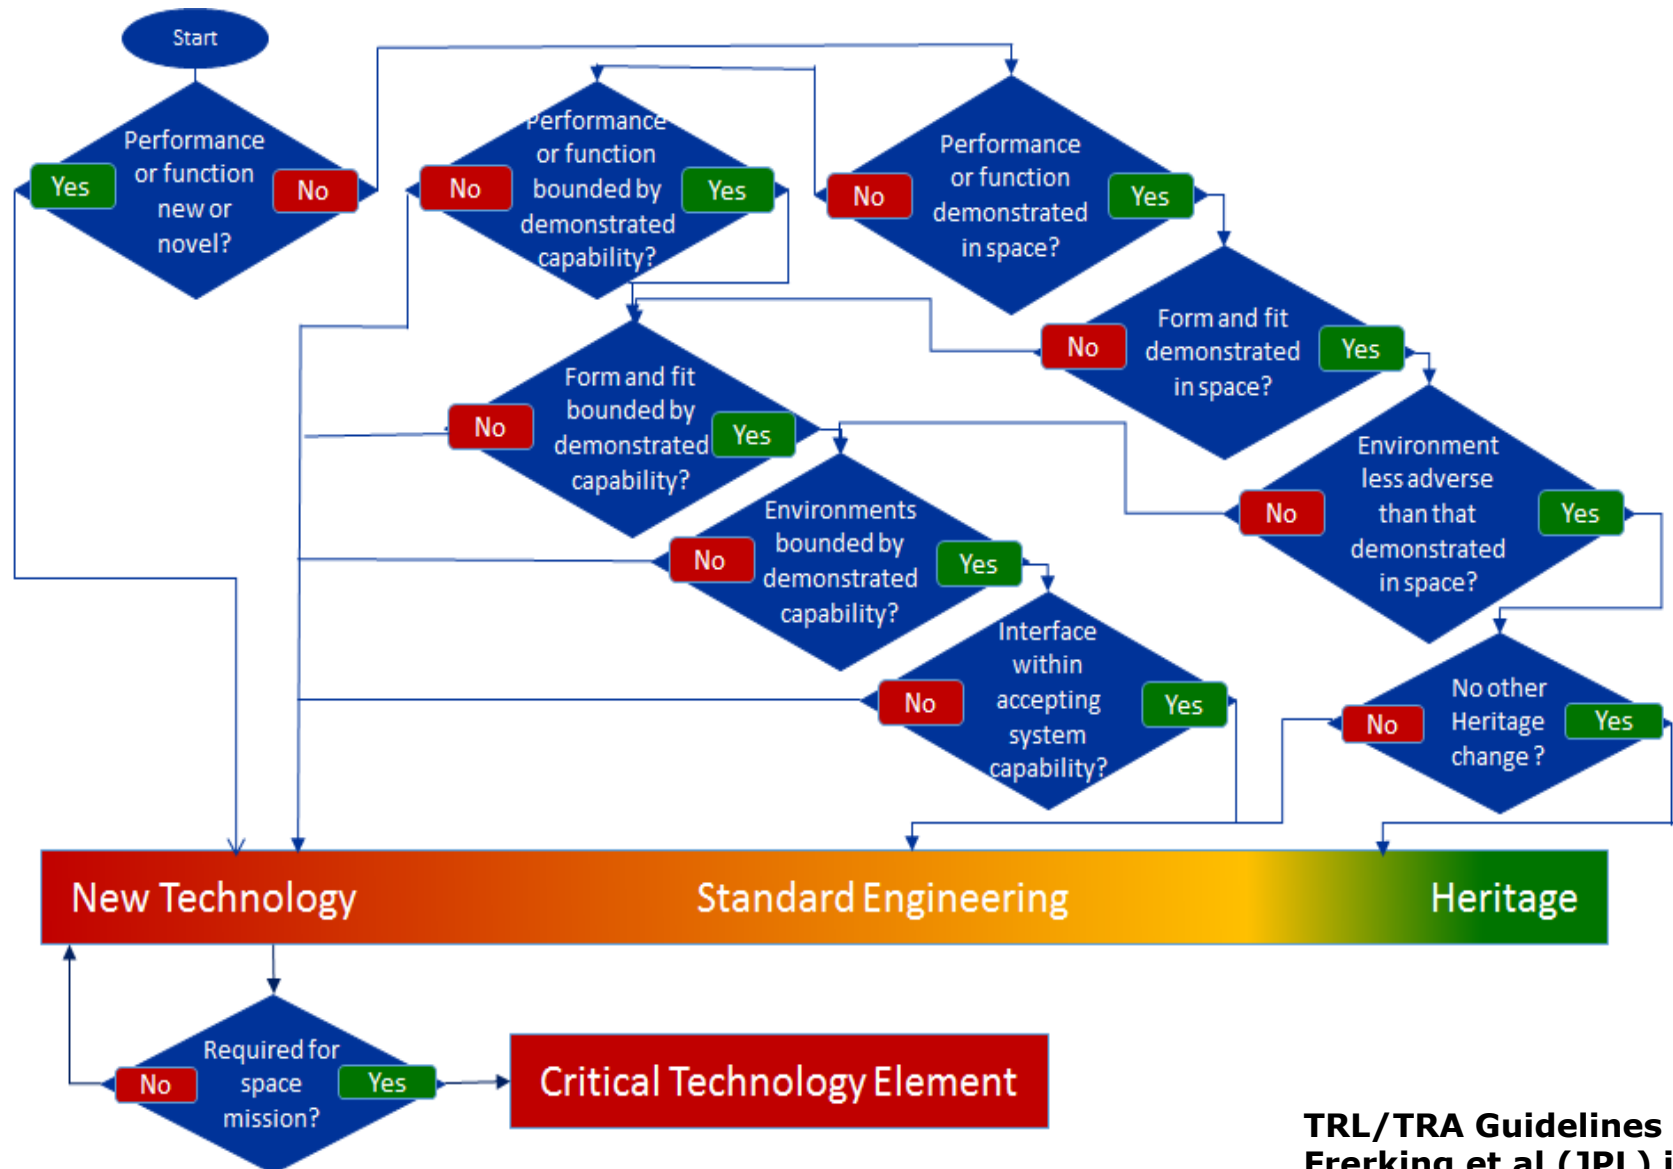 Start
Performance
or function
new or
novel?
Yes
No
Performance
or function
bounded by
demonstrated
capability?
No
Yes
Performance
or function
demonstrated
in space?
No
Yes
Form and fit
demonstrated
in space?
No
Yes
Form and fit
bounded by
demonstrated
capability?
No
Yes
Environment
less adverse
than that
demonstrated
in space?
No
Yes
Environments
bounded by
demonstrated
capability?
No
Yes
Interface
within
accepting
system
capability?
No
Yes
No other
Heritage
change ?
No
Yes
New Technology
Standard Engineering
Heritage
Required for
space
mission?
No
Yes
Critical Technology Element
TRL/TRA Guidelines
Frerking et al (JPL) i